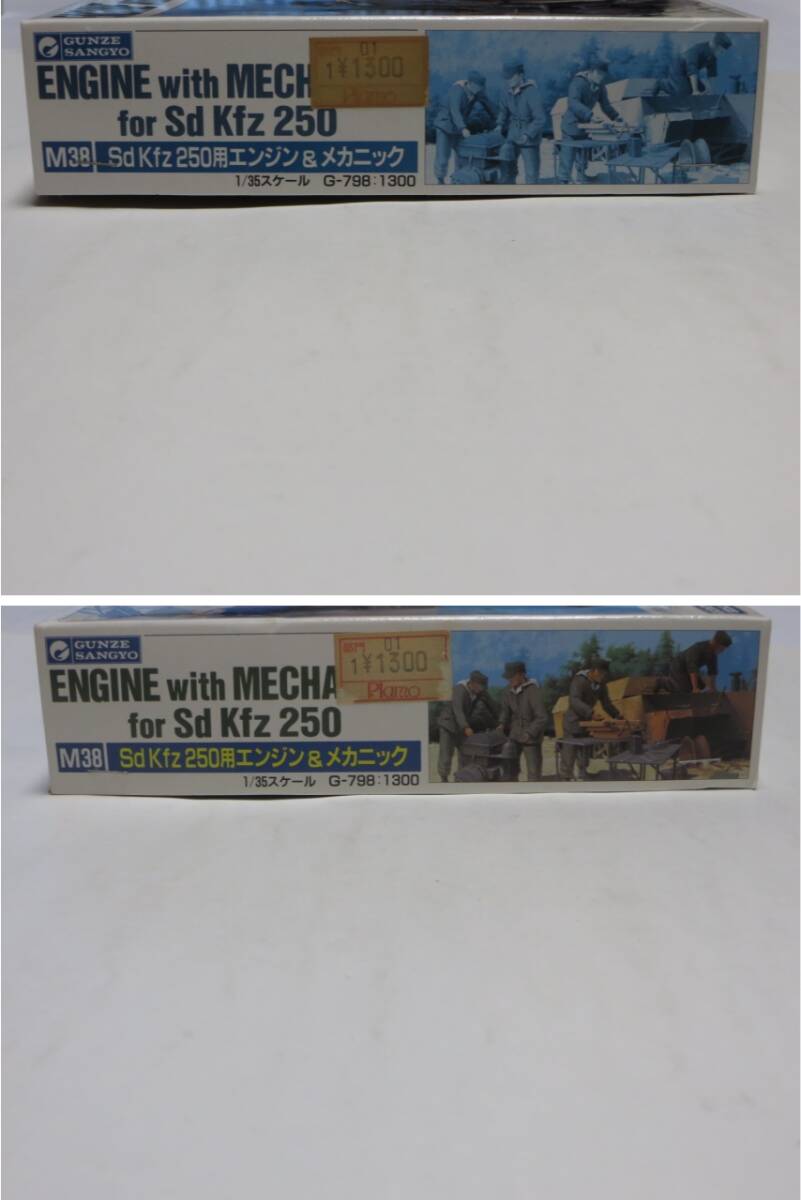 GUNZE
SANGYO
01
1¥1300
Plamo
ENGINE with MECHA
for Sd Kfz 250
M38 Sd Kfz 250用エンジン&メカニック
1/35スケール G-798:1300
GUNZE
SANGYO
01
1¥1300
Plamo
ENGINE with MECHA
for Sd Kfz 250
M38 Sd Kfz 250用エンジン&メカニック
1/35スケール G-798:1300